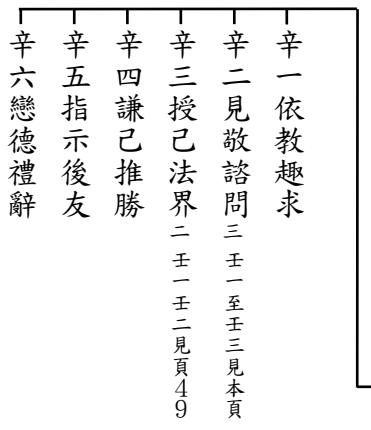 辛一依教趣求
辛二見敬諮問三 壬一至壬三見本頁
辛三授己法界二 壬一壬二見頁49
辛四謙己推勝
辛五指示後友
辛六戀德禮辭